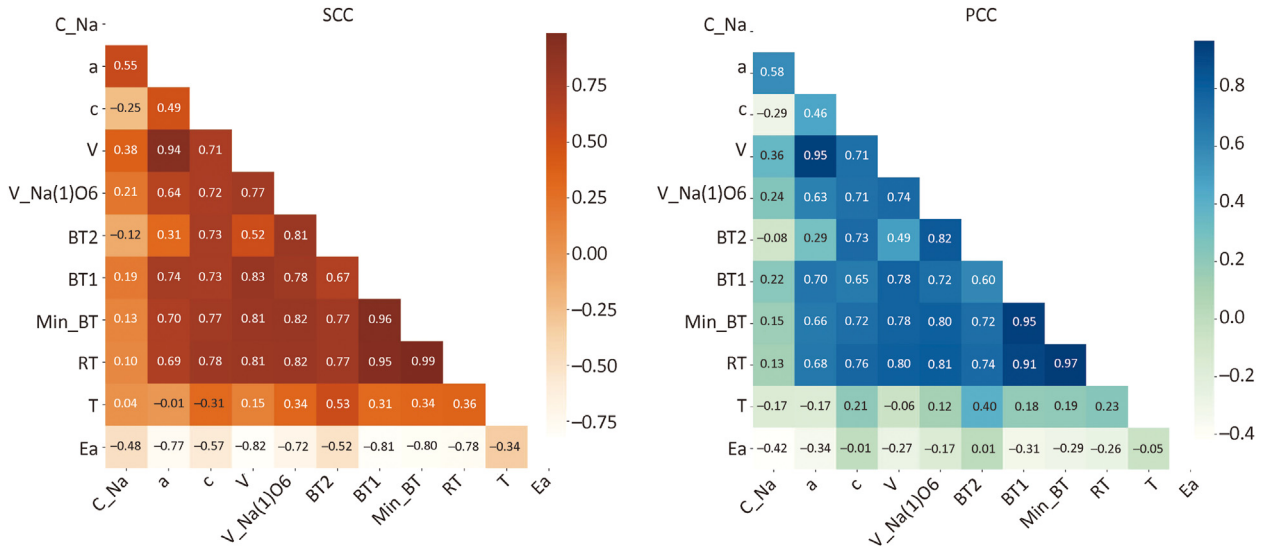 SCC
C_Na
a 0.55
c −0.25 0.49
V 0.38 0.94 0.71
V_Na(1)O6 0.21 0.64 0.72 0.77
BT2 −0.12 0.31 0.73 0.52 0.81
BT1 0.19 0.74 0.73 0.83 0.78 0.67
Min_BT 0.13 0.70 0.77 0.81 0.82 0.77 0.96
RT 0.10 0.69 0.78 0.81 0.82 0.77 0.95 0.99
T 0.04 −0.01 −0.31 0.15 0.34 0.53 0.31 0.34 0.36
Ea −0.48 −0.77 −0.57 −0.82 −0.72 −0.52 −0.81 −0.80 −0.78 −0.34
C_Na a c V V_Na(1)O6 BT2 BT1 Min_BT RT T Ea
0.75
0.50
0.25
0.00
−0.25
−0.50
−0.75
PCC
C_Na
a 0.58
c −0.29 0.46
V 0.36 0.95 0.71
V_Na(1)O6 0.24 0.63 0.71 0.74
BT2 −0.08 0.29 0.73 0.49 0.82
BT1 0.22 0.70 0.65 0.78 0.72 0.60
Min_BT 0.15 0.66 0.72 0.78 0.80 0.72 0.95
RT 0.13 0.68 0.76 0.80 0.81 0.74 0.91 0.97
T −0.17 −0.17 0.21 −0.06 0.12 0.40 0.18 0.19 0.23
Ea −0.42 −0.34 −0.01 −0.27 −0.17 0.01 −0.31 −0.29 −0.26 −0.05
C_Na a c V V_Na(1)O6 BT2 BT1 Min_BT RT T Ea
0.8
0.6
0.4
0.2
0.0
−0.2
−0.4